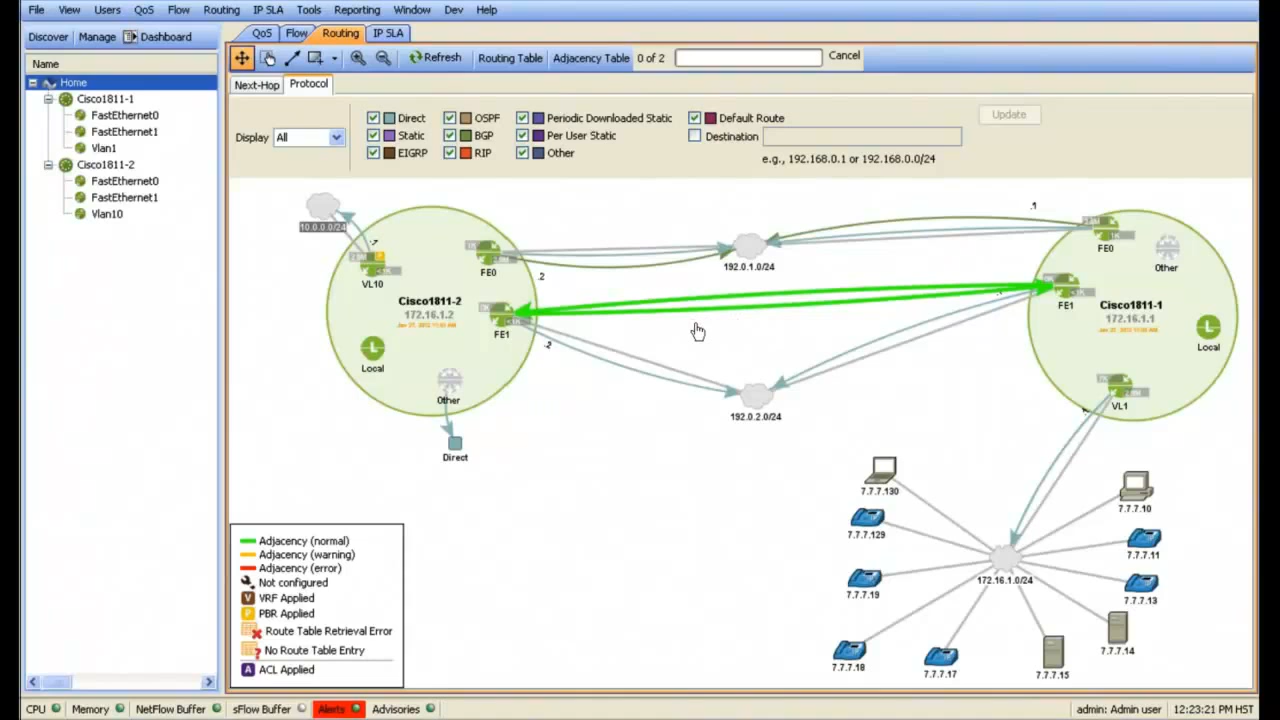 File View Users QoS Flow Routing IP SLA Tools Reporting Window Dev Help
Discover Manage Dashboard
QoS Flow Routing IP SLA
Name
Refresh Routing Table Adjacency Table 0 of 2 Cancel
Home
Cisco1811-1
FastEthernet0
FastEthernet1
Vlan1
Cisco1811-2
FastEthernet0
FastEthernet1
Vlan10
Next-Hop Protocol
Display All
Direct OSPF Periodic Downloaded Static Default Route
Static BGP Per User Static Destination
EIGRP RIP Other
e.g., 192.168.0.1 or 192.168.0.0/24
Update
10.0.0.0/24
VL10
FE0
.2
Cisco1811-2
172.16.1.2
FE1
.2
Local
Other
Direct
192.0.1.0/24
192.0.2.0/24
.1
FE0
Other
FE1
Cisco1811-1
172.16.1.1
Local
VL1
7.7.7.130
7.7.7.10
7.7.7.129
7.7.7.11
172.16.1.0/24
7.7.7.19
7.7.7.13
7.7.7.14
7.7.7.18
7.7.7.17
7.7.7.15
Adjacency (normal)
Adjacency (warning)
Adjacency (error)
Not configured
V VRF Applied
P PBR Applied
Route Table Retrieval Error
No Route Table Entry
A ACL Applied
CPU Memory NetFlow Buffer sFlow Buffer Alerts Advisories admin: Admin user 12:23:21 PM HST